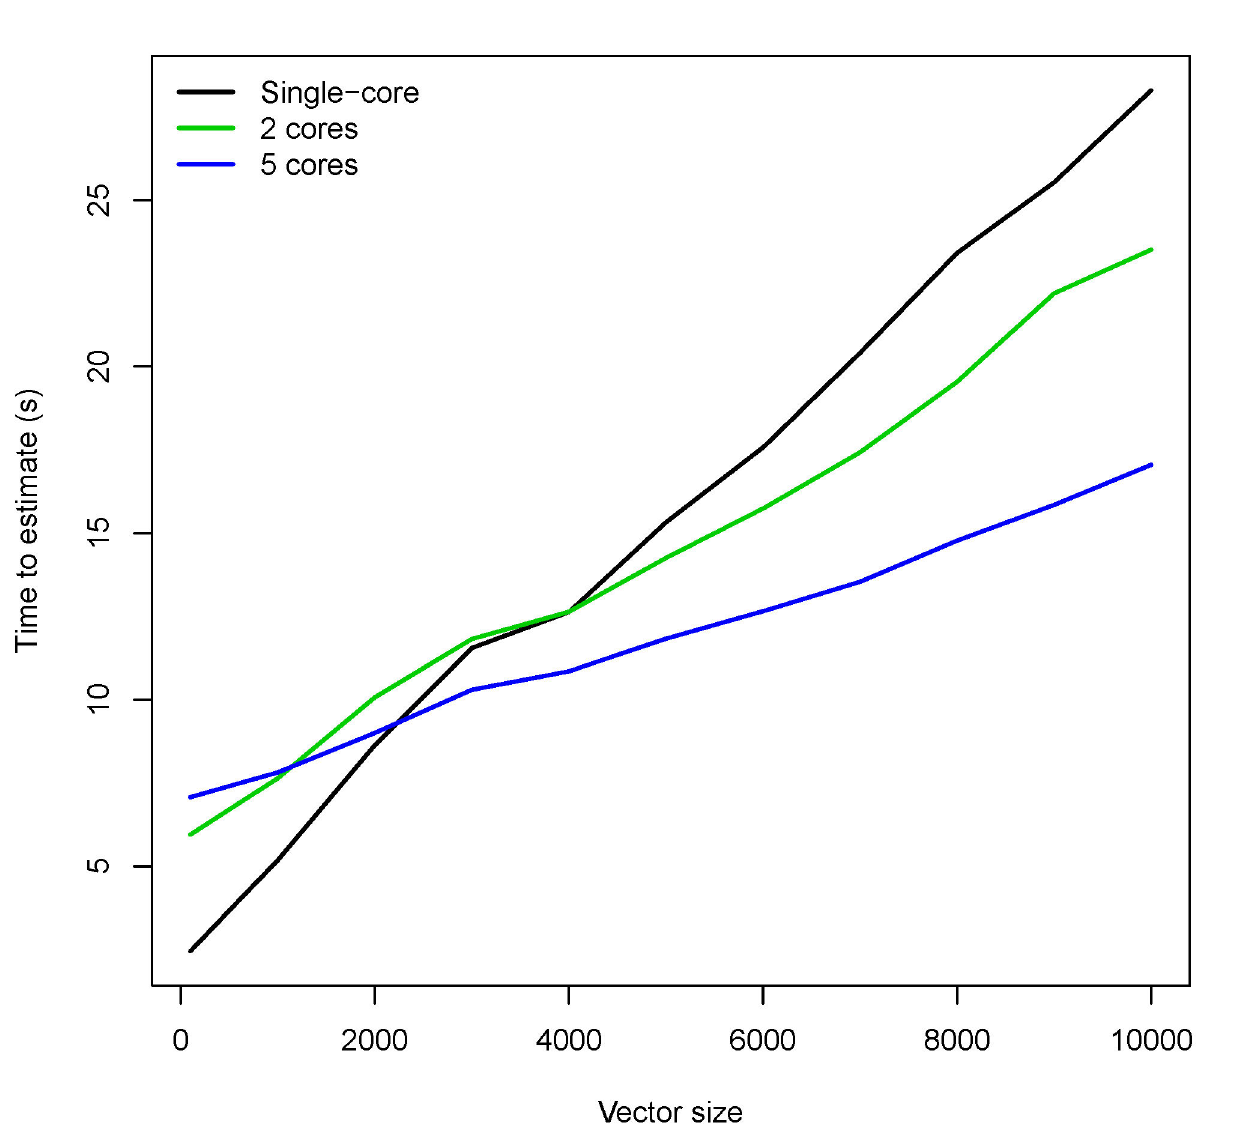 Single−core
2 cores
5 cores
25
20
15
10
5
Time to estimate (s)
0 2000 4000 6000 8000 10000
Vector size